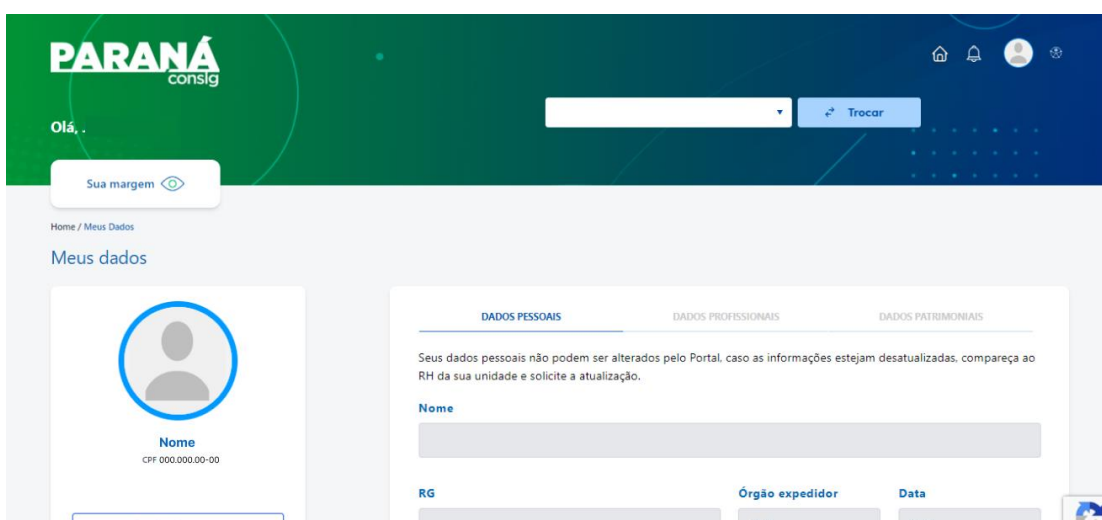 PARANÁ
consig
Trocar
Olá, .
Sua margem
Home / Meus Dados
Meus dados
DADOS PESSOAIS
DADOS PROFISSIONAIS
DADOS PATRIMONIAIS
Seus dados pessoais não podem ser alterados pelo Portal, caso as informações estejam desatualizadas, compareça ao
RH da sua unidade e solicite a atualização.
Nome
Nome
CPF 000.000.00-00
RG
Órgão expedidor
Data